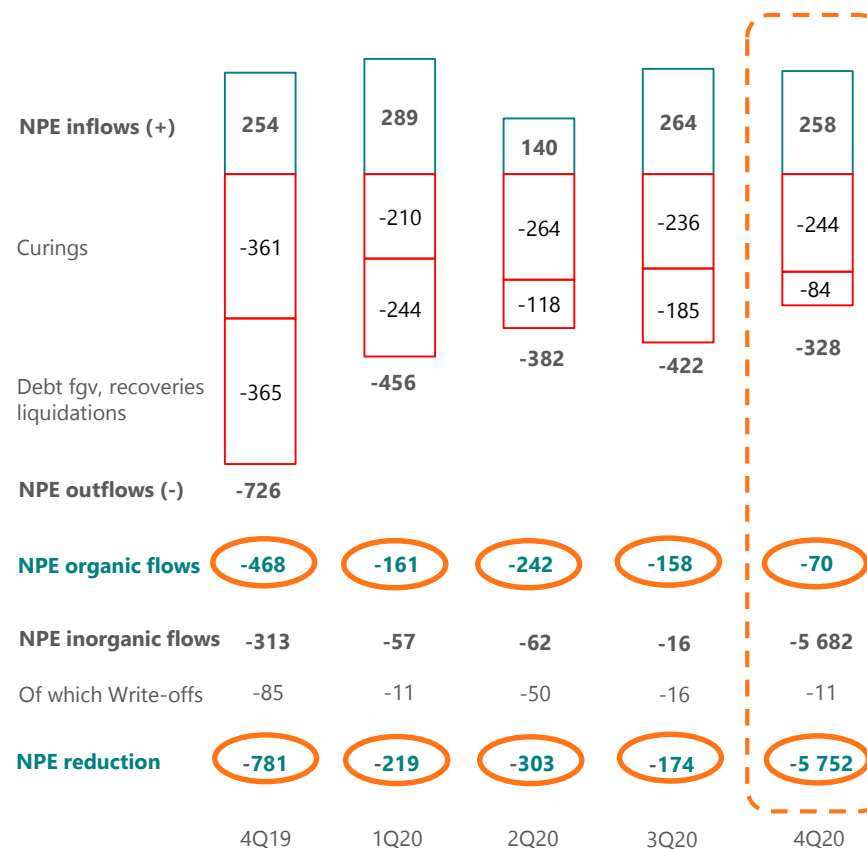 NPE inflows (+) 254 289 140 264 258
Curings -361 -210 -264 -236 -244
Debt fgv, recoveries
liquidations -365 -244 -118 -185 -84
-456 -382 -422 -328
NPE outflows (-) -726
NPE organic flows -468 -161 -242 -158 -70
NPE inorganic flows -313 -57 -62 -16 -5 682
Of which Write-offs -85 -11 -50 -16 -11
NPE reduction -781 -219 -303 -174 -5 752
4Q19 1Q20 2Q20 3Q20 4Q20